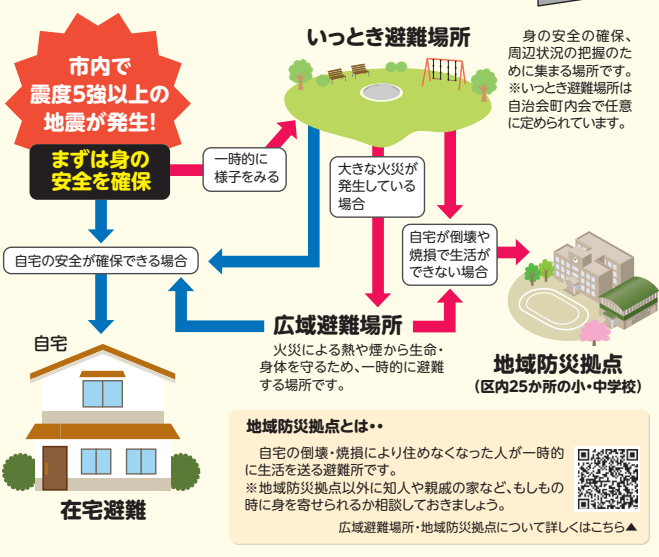 市内で
震度5強以上の
地震が発生!
まずは身の
安全を確保
一時的に
様子をみる
いっとき避難場所
身の安全の確保、
周辺状況の把握のた
めに集まる場所です。
※いっとき避難場所は
自治会町内会で任意
に定められています。
大きな火災が
発生している
場合
自宅が倒壊や
焼損で生活が
できない場合
自宅の安全が確保できる場合
広域避難場所
火災による熱や煙から生命・
身体を守るため、一時的に避難
する場所です。
地域防災拠点
(区内25か所の小・中学校)
自宅
在宅避難
地域防災拠点とは・・
自宅の倒壊・焼損により住めなくなった人が一時的
に生活を送る避難所です。
※地域防災拠点以外に知人や親戚の家など、もしもの
時に身を寄せられるか相談しておきましょう。
広域避難場所・地域防災拠点について詳しくはこちら▲